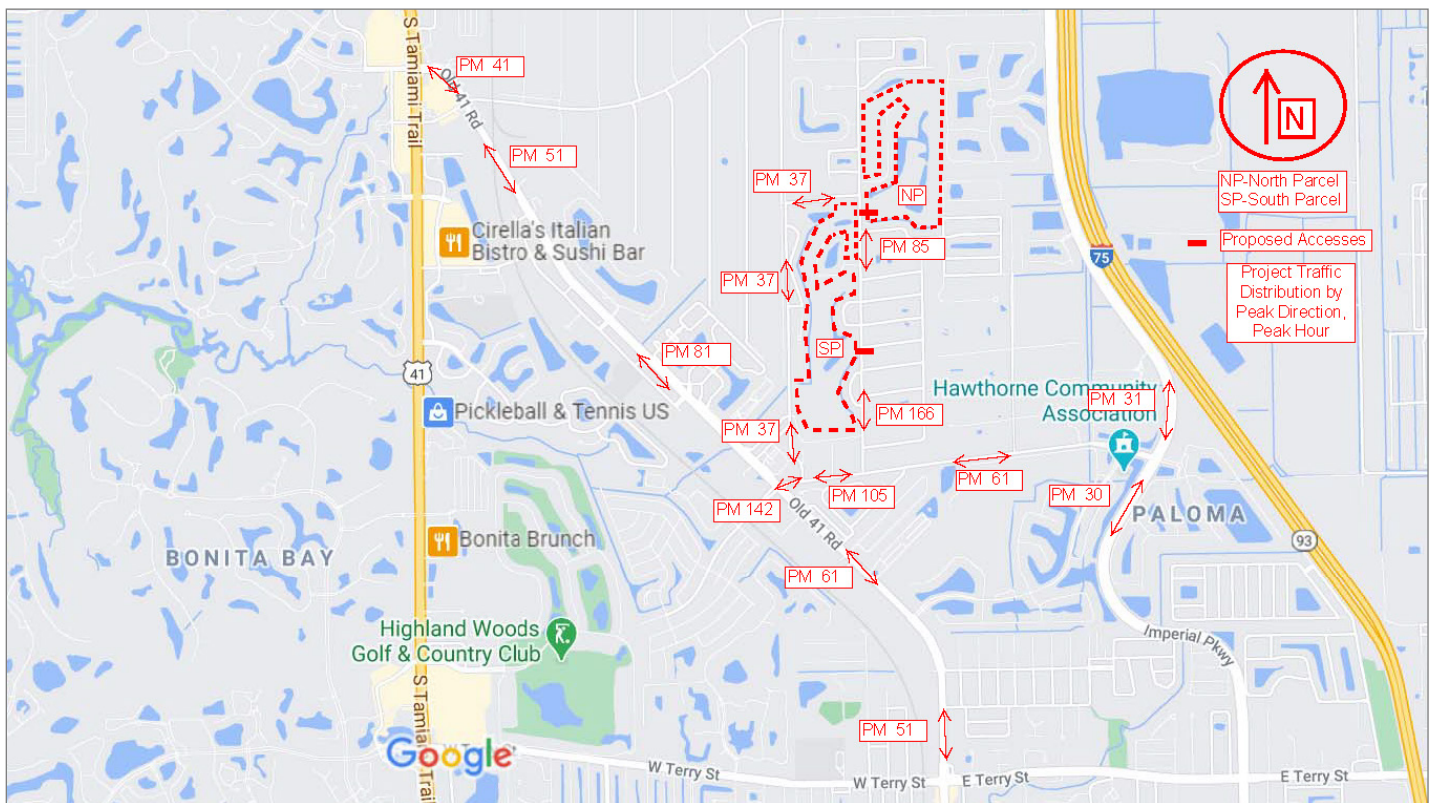 S Tamiami Trail
PM 41
Old 41 Rd
PM 51
N
NP-North Parcel
SP-South Parcel
Proposed Accesses
Project Traffic
Distribution by
Peak Direction,
Peak Hour
PM 37
NP
Cirella's Italian
Bistro & Sushi Bar
PM 85
75
PM 37
SP
PM 81
41
Pickleball & Tennis US
Hawthorne Community
Association
PM 31
PM 166
PM 37
PM 61
PM 30
PM 142
PM 105
PALOMA
Old 41 Rd
93
Bonita Brunch
BONITA BAY
PM 61
Highland Woods
Golf & Country Club
Imperial Pkwy
S Tamiami Trail
PM 51
Google
W Terry St
W Terry St
E Terry St
E Terry St